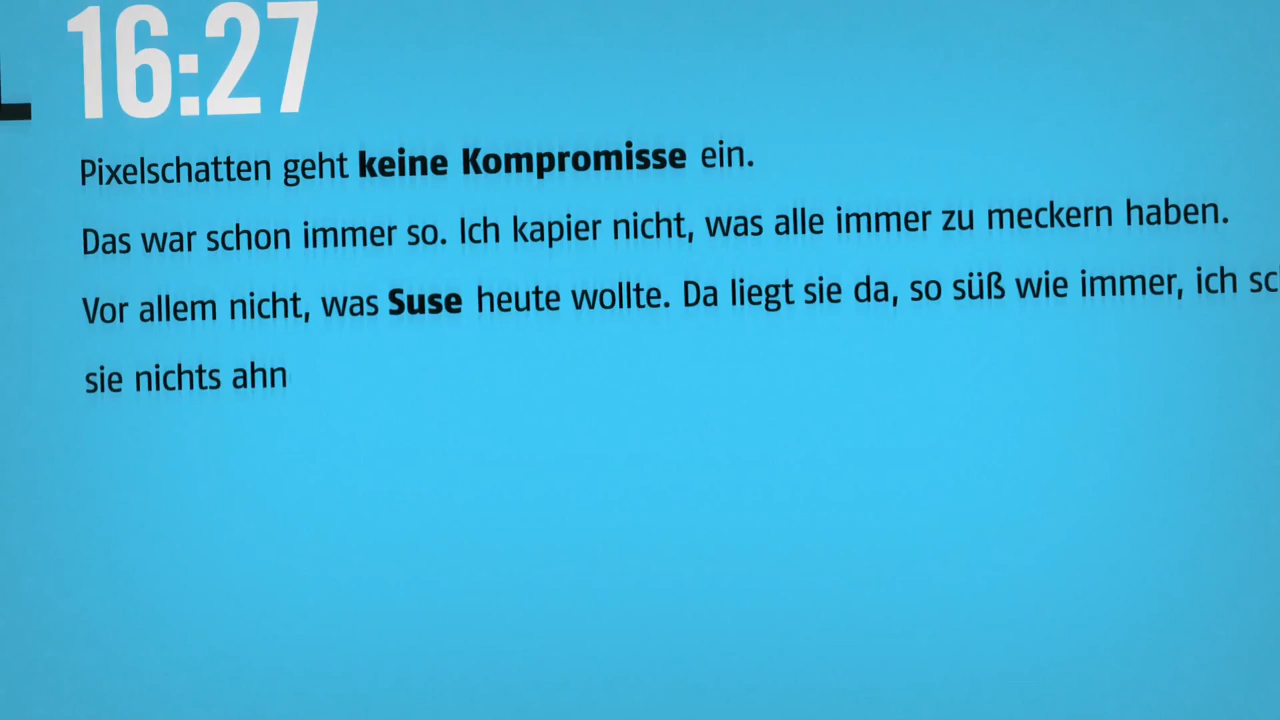 16:27
Pixelschatten geht keine Kompromisse ein.
Das war schon immer so. Ich kapier nicht, was alle immer zu meckern haben.
Vor allem nicht, was Suse heute wollte. Da liegt sie da, so süß wie immer, ich
sie nichts ahn